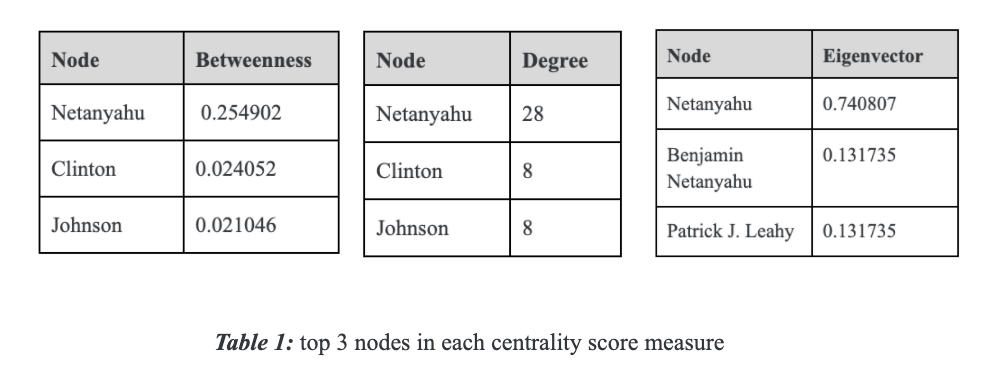 Node Betweenness
Netanyahu 0.254902
Clinton 0.024052
Johnson 0.021046
Node Degree
Netanyahu 28
Clinton 8
Johnson 8
Node Eigenvector
Netanyahu 0.740807
Benjamin 0.131735
Netanyahu
Patrick J. Leahy 0.131735
Table 1: top 3 nodes in each centrality score measure